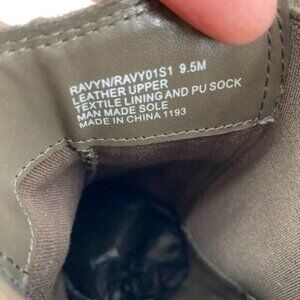 RAVYN/RAVY01S1 9.5M
LEATHER UPPER
TEXTILE LINING AND PU SOCK
MAN MADE SOLE
MADE IN CHINA 1193